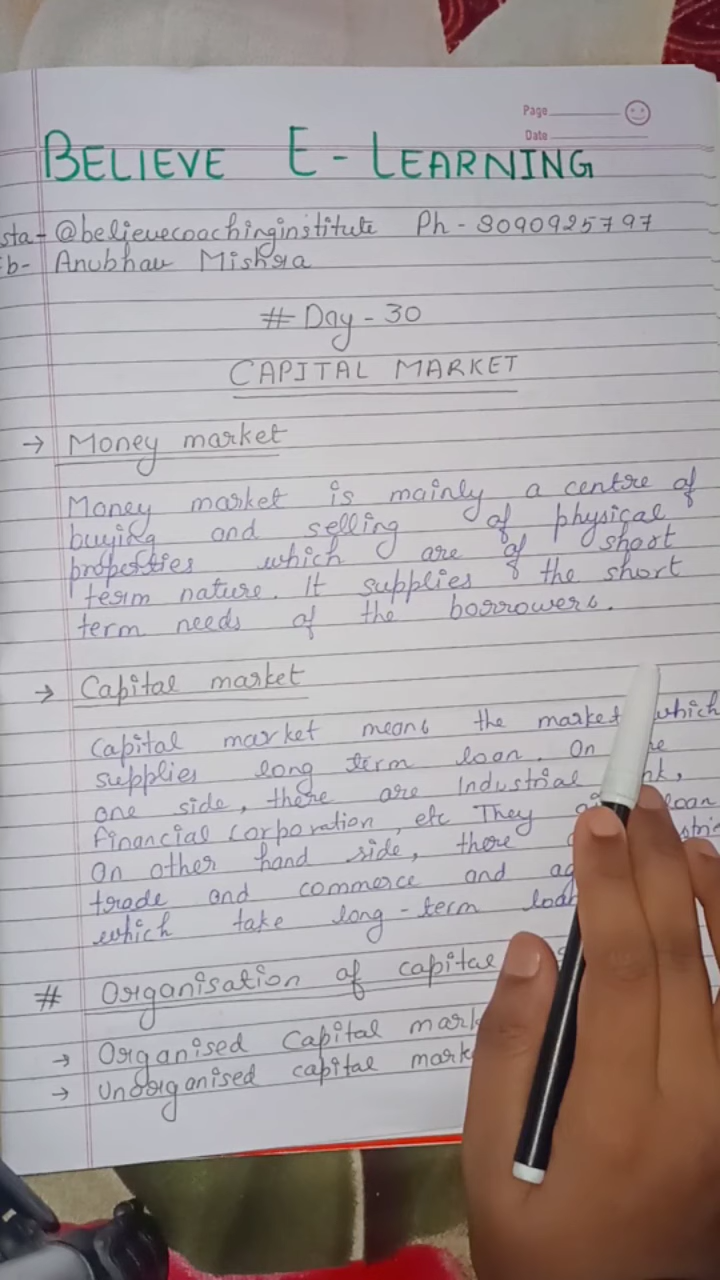 Page
Date
BELIEVE E-LEARNING
sta- @believecoachinginstitute Ph - 8090925797
b- Anubhav Mishra
# Day - 30
CAPITAL MARKET
→ Money market
Money market is mainly a centre of
buying and selling of physical
properties which are of short
term nature. It supplies the short
term needs of the borrowers.
→ Capital market
Capital market means the market which
supplies long term loan. On
one side, there are Industrial
financial corporation, etc They loan
On other hand side, there
trade and commerce and
which take long-term
# Organisation of capital
→ Organised Capital
→ Unorganised capital